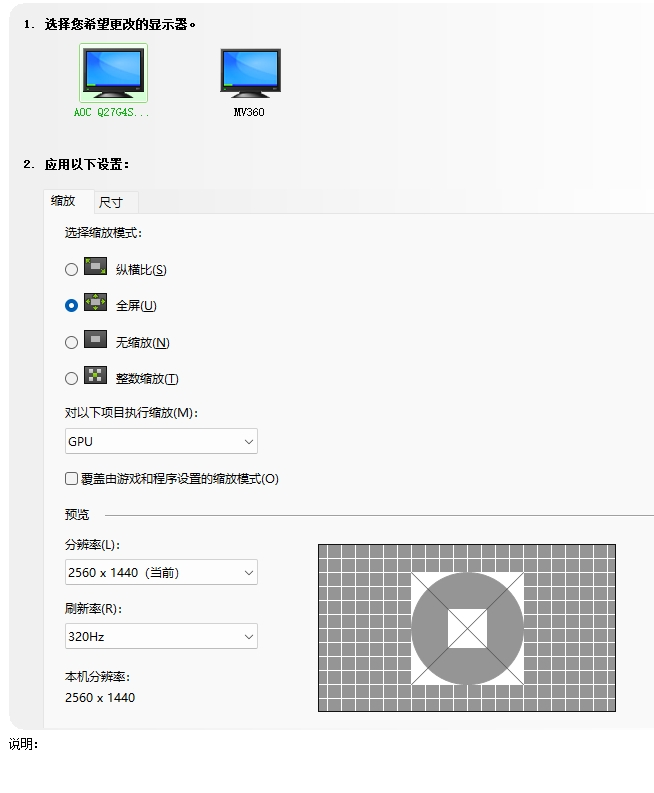 1. 选择您希望更改的显示器。
AOC Q27G4S... MV360
2. 应用以下设置:
缩放 尺寸
选择缩放模式:
纵横比(S)
全屏(U)
无缩放(N)
整数缩放(T)
对以下项目执行缩放(M):
GPU
覆盖由游戏和程序设置的缩放模式(O)
预览
分辨率(L):
2560 x 1440（当前）
刷新率(R):
320Hz
本机分辨率:
2560 x 1440
说明: